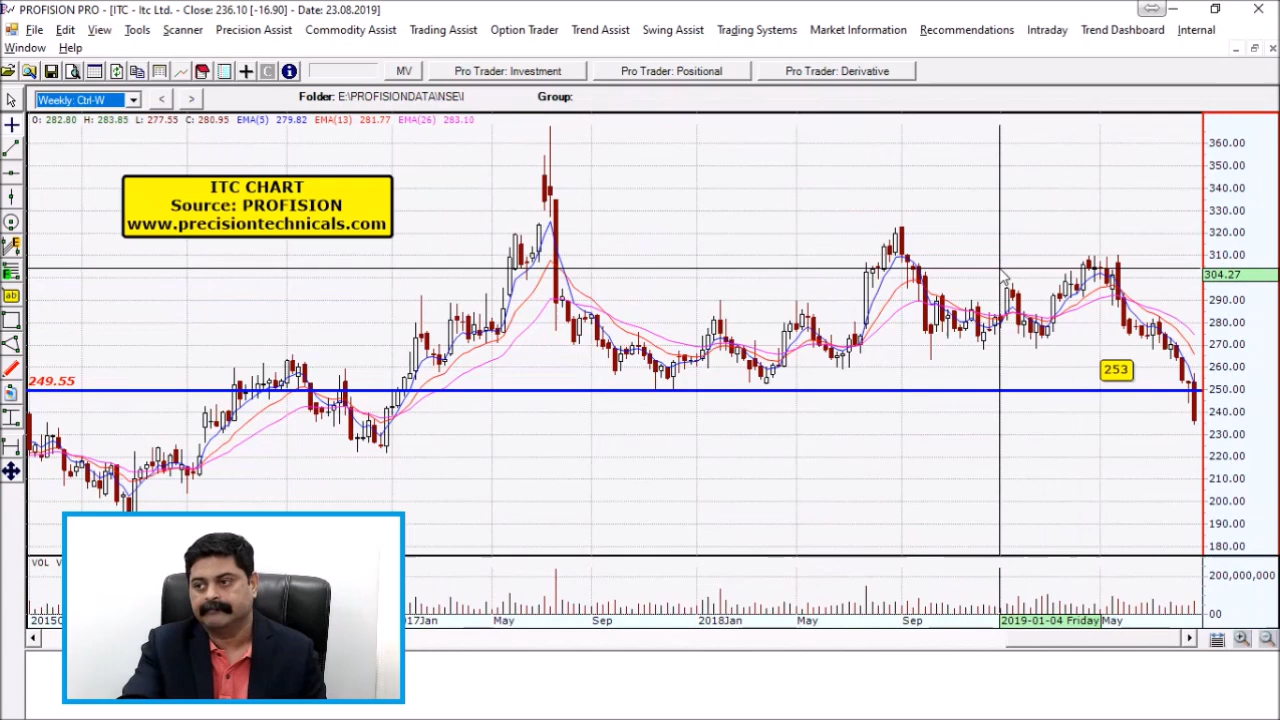 PROFISION PRO - [ITC - Itc Ltd. - Close: 236.10 [-16.90] - Date: 23.08.2019]
File Edit View Tools Scanner Precision Assist Commodity Assist Trading Assist Option Trader Trend Assist Swing Assist Trading Systems Market Information Recommendations Intraday Trend Dashboard Internal
Window Help
MV Pro Trader: Investment Pro Trader: Positional Pro Trader: Derivative
Weekly: Ctrl-W < > Folder: E:\PROFISIONDATA\NSE\I Group:
O: 282.80 H: 283.85 L: 277.55 C: 280.95 EMA(5) 279.82 EMA(13) 281.77 EMA(26) 283.10
ITC CHART
Source: PROFISION
www.precisiontechnicals.com
360.00
350.00
340.00
330.00
320.00
310.00
304.27
290.00
280.00
270.00
260.00
253
249.55
250.00
240.00
230.00
220.00
210.00
200.00
190.00
180.00
VOL
200,000,000
00
2015 2017Jan May Sep 2018Jan May Sep 2019-01-04 Friday May